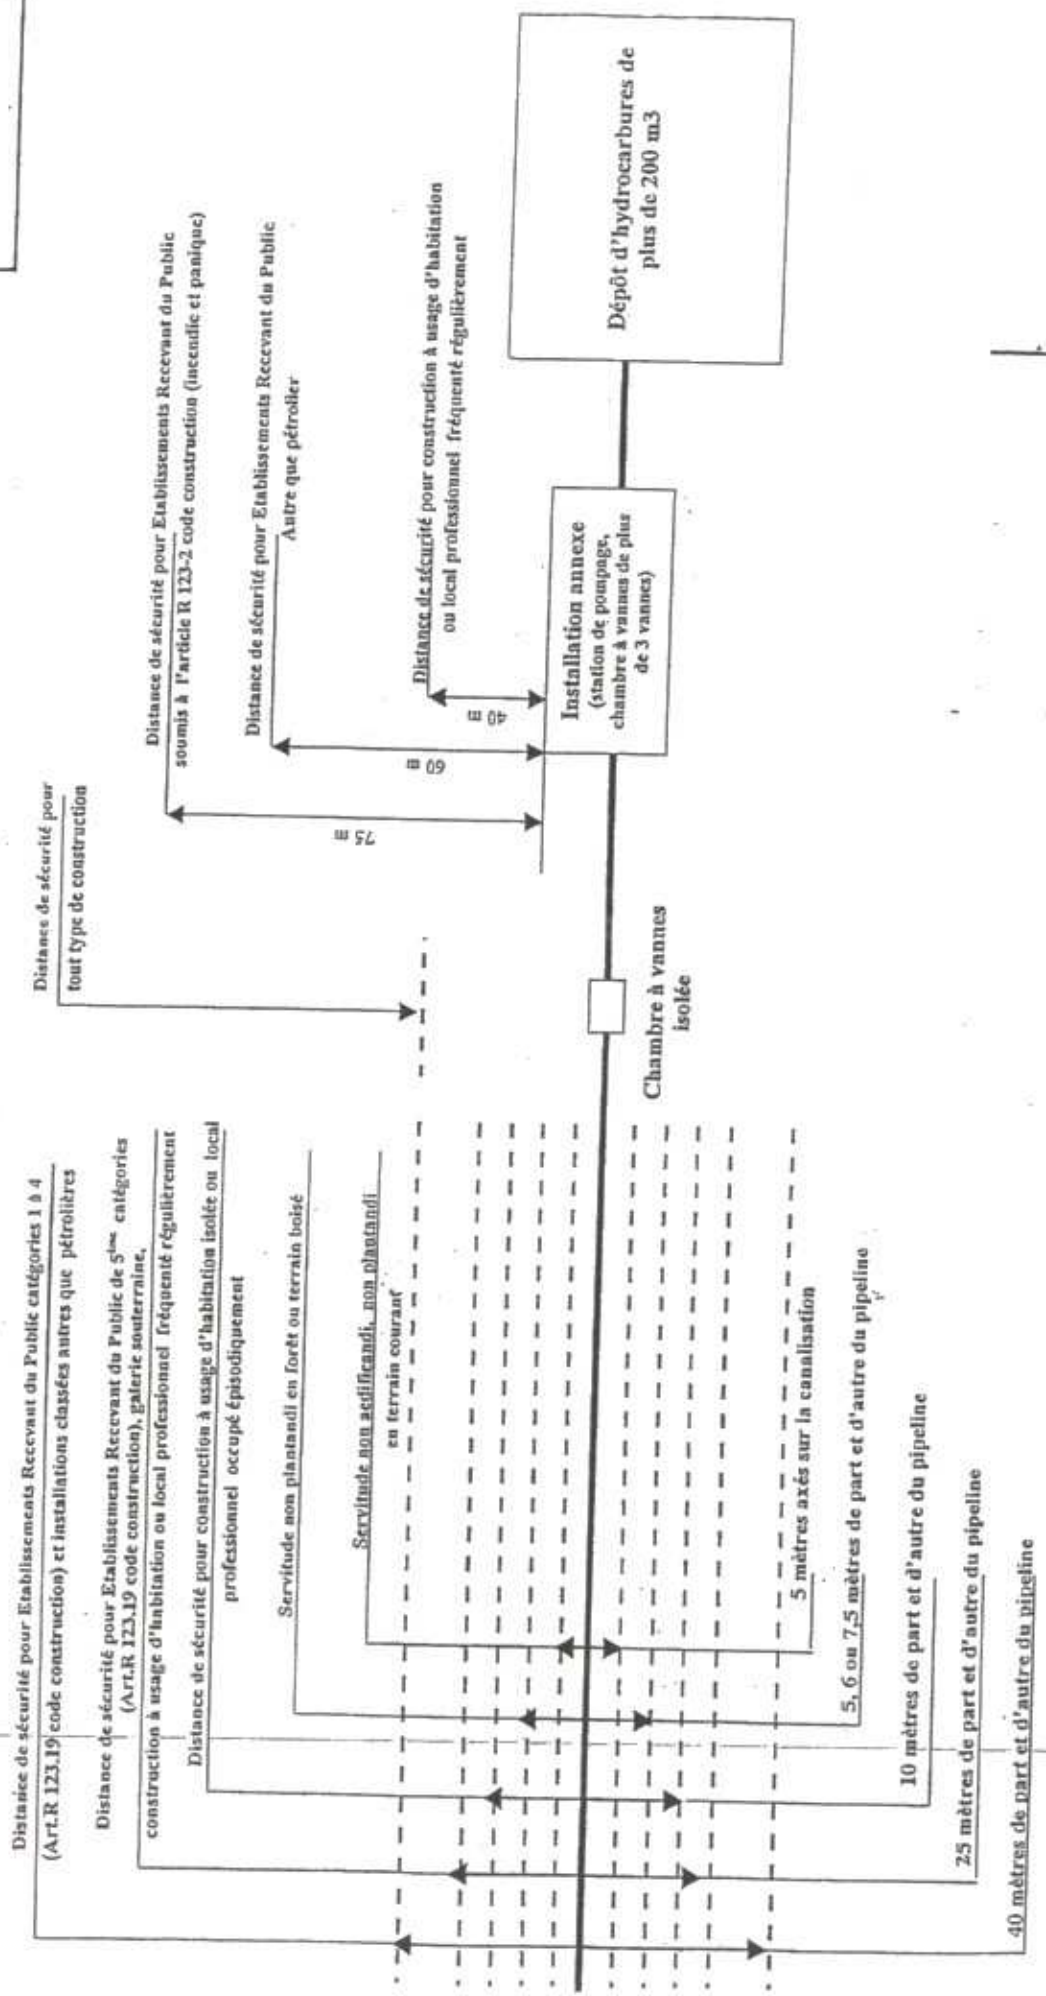 Distance de sécurité pour Etablissements Recevant du Public catégories 1 à 4
(Art.R 123.19 code construction) et installations classées autres que pétrolières
Distance de sécurité pour Etablissements Recevant du Public de 5ème catégories
(Art.R 123.19 code construction), galerie souterraine,
construction à usage d'habitation ou local professionnel fréquenté régulièrement
Distance de sécurité pour construction à usage d'habitation isolée ou local
professionnel occupé épisodiquement
Servitude non plantandi en forêt ou terrain boisé
Servitude non aedificandi, non plantandi
en terrain courant
5 mètres axés sur la canalisation
5, 6 ou 7,5 mètres de part et d'autre du pipeline
10 mètres de part et d'autre du pipeline
25 mètres de part et d'autre du pipeline
40 mètres de part et d'autre du pipeline
Distance de sécurité pour
tout type de construction
Chambre à vannes
isolée
Distance de sécurité pour Etablissements Recevant du Public
soumis à l'article R 123-2 code construction (incendie et panique)
75 m
Distance de sécurité pour Etablissements Recevant du Public
Autre que pétrolier
60 m
Distance de sécurité pour construction à usage d'habitation
ou local professionnel fréquenté régulièrement
40 m
Installation annexe
(station de pompage,
chambre à vannes de plus
de 3 vannes)
Dépôt d'hydrocarbures de
plus de 200 m3